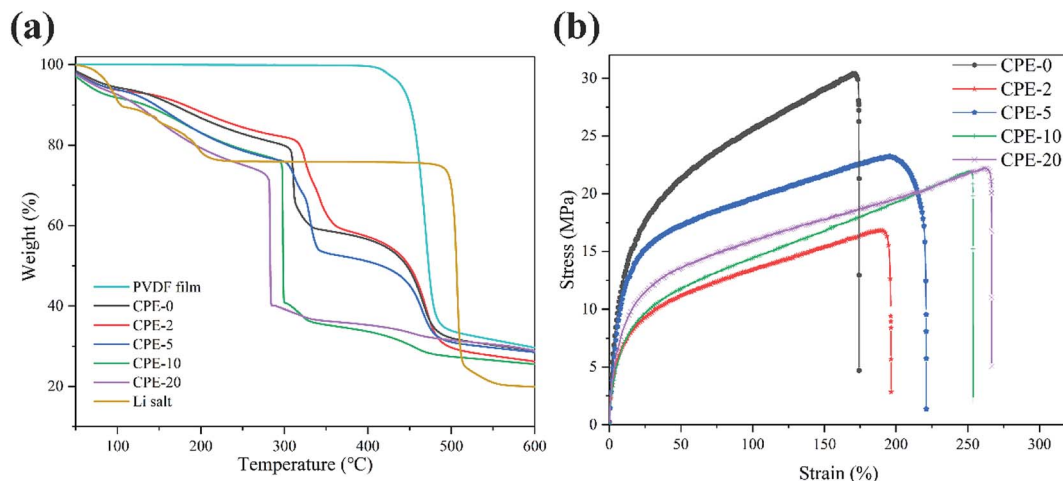 (a)
100
80
60
40
20
Weight (%)
PVDF film
CPE-0
CPE-2
CPE-5
CPE-10
CPE-20
Li salt
100
200
300
400
500
600
Temperature (℃)
(b)
30
25
20
15
10
5
0
Stress (MPa)
CPE-0
CPE-2
CPE-5
CPE-10
CPE-20
0
50
100
150
200
250
300
Strain (%)